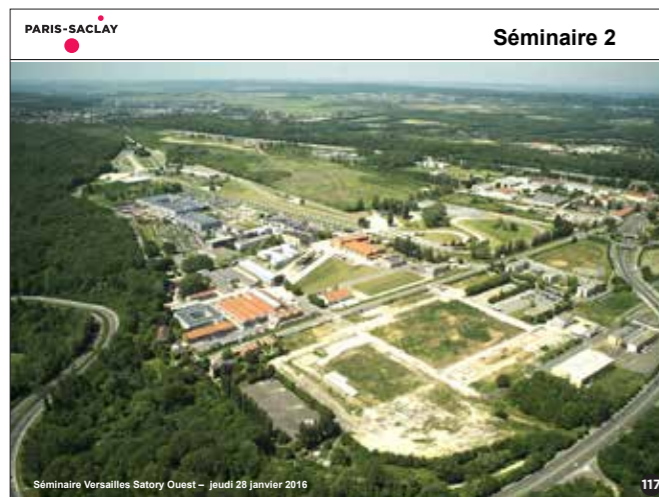 PARIS-SACLAY
Séminaire 2
Séminaire Versailles Satory Ouest – jeudi 28 janvier 2016
117